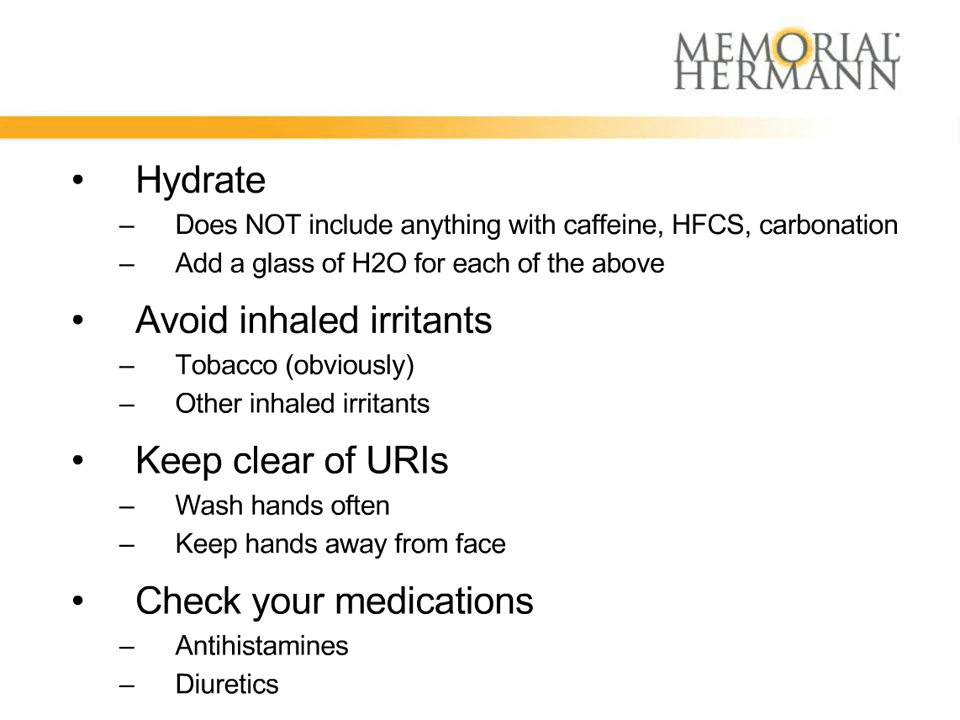 MEMORIAL
HERMANN
• Hydrate
– Does NOT include anything with caffeine, HFCS, carbonation
– Add a glass of H2O for each of the above
• Avoid inhaled irritants
– Tobacco (obviously)
– Other inhaled irritants
• Keep clear of URIs
– Wash hands often
– Keep hands away from face
• Check your medications
– Antihistamines
– Diuretics